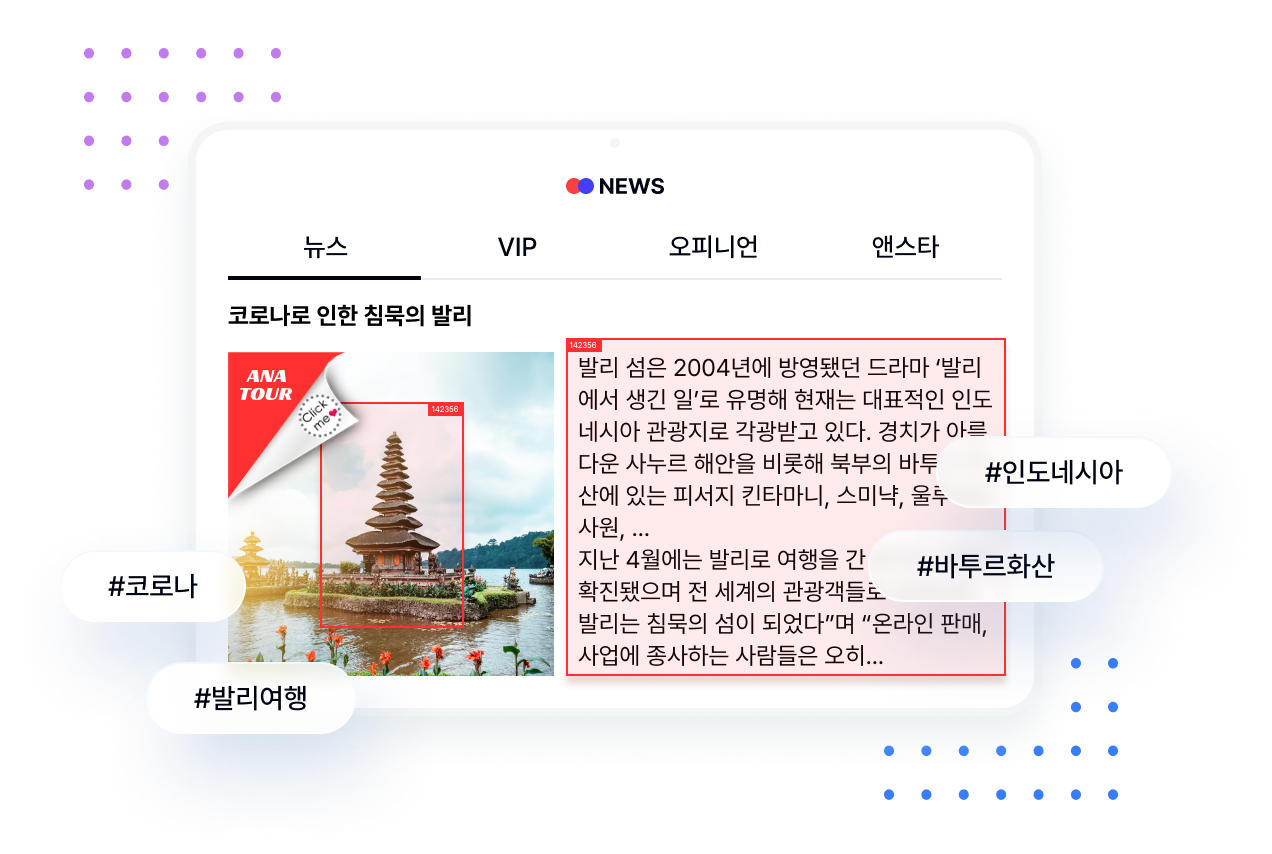 NEWS
뉴스 VIP 오피니언 앤스타
코로나로 인한 침묵의 발리
ANA
TOUR
Click
me
142356
142356
발리 섬은 2004년에 방영됐던 드라마 ‘발리
에서 생긴 일’로 유명해 현재는 대표적인 인도
네시아 관광지로 각광받고 있다. 경치가 아름
다운 사누르 해안을 비롯해 북부의 바투
산에 있는 피서지 킨타마니, 스미냑, 울루
사원, ...
지난 4월에는 발리로 여행을 간
확진됐으며 전 세계의 관광객들로
발리는 침묵의 섬이 되었다”며 “온라인 판매,
사업에 종사하는 사람들은 오히...
#인도네시아
#바투르화산
#코로나
#발리여행